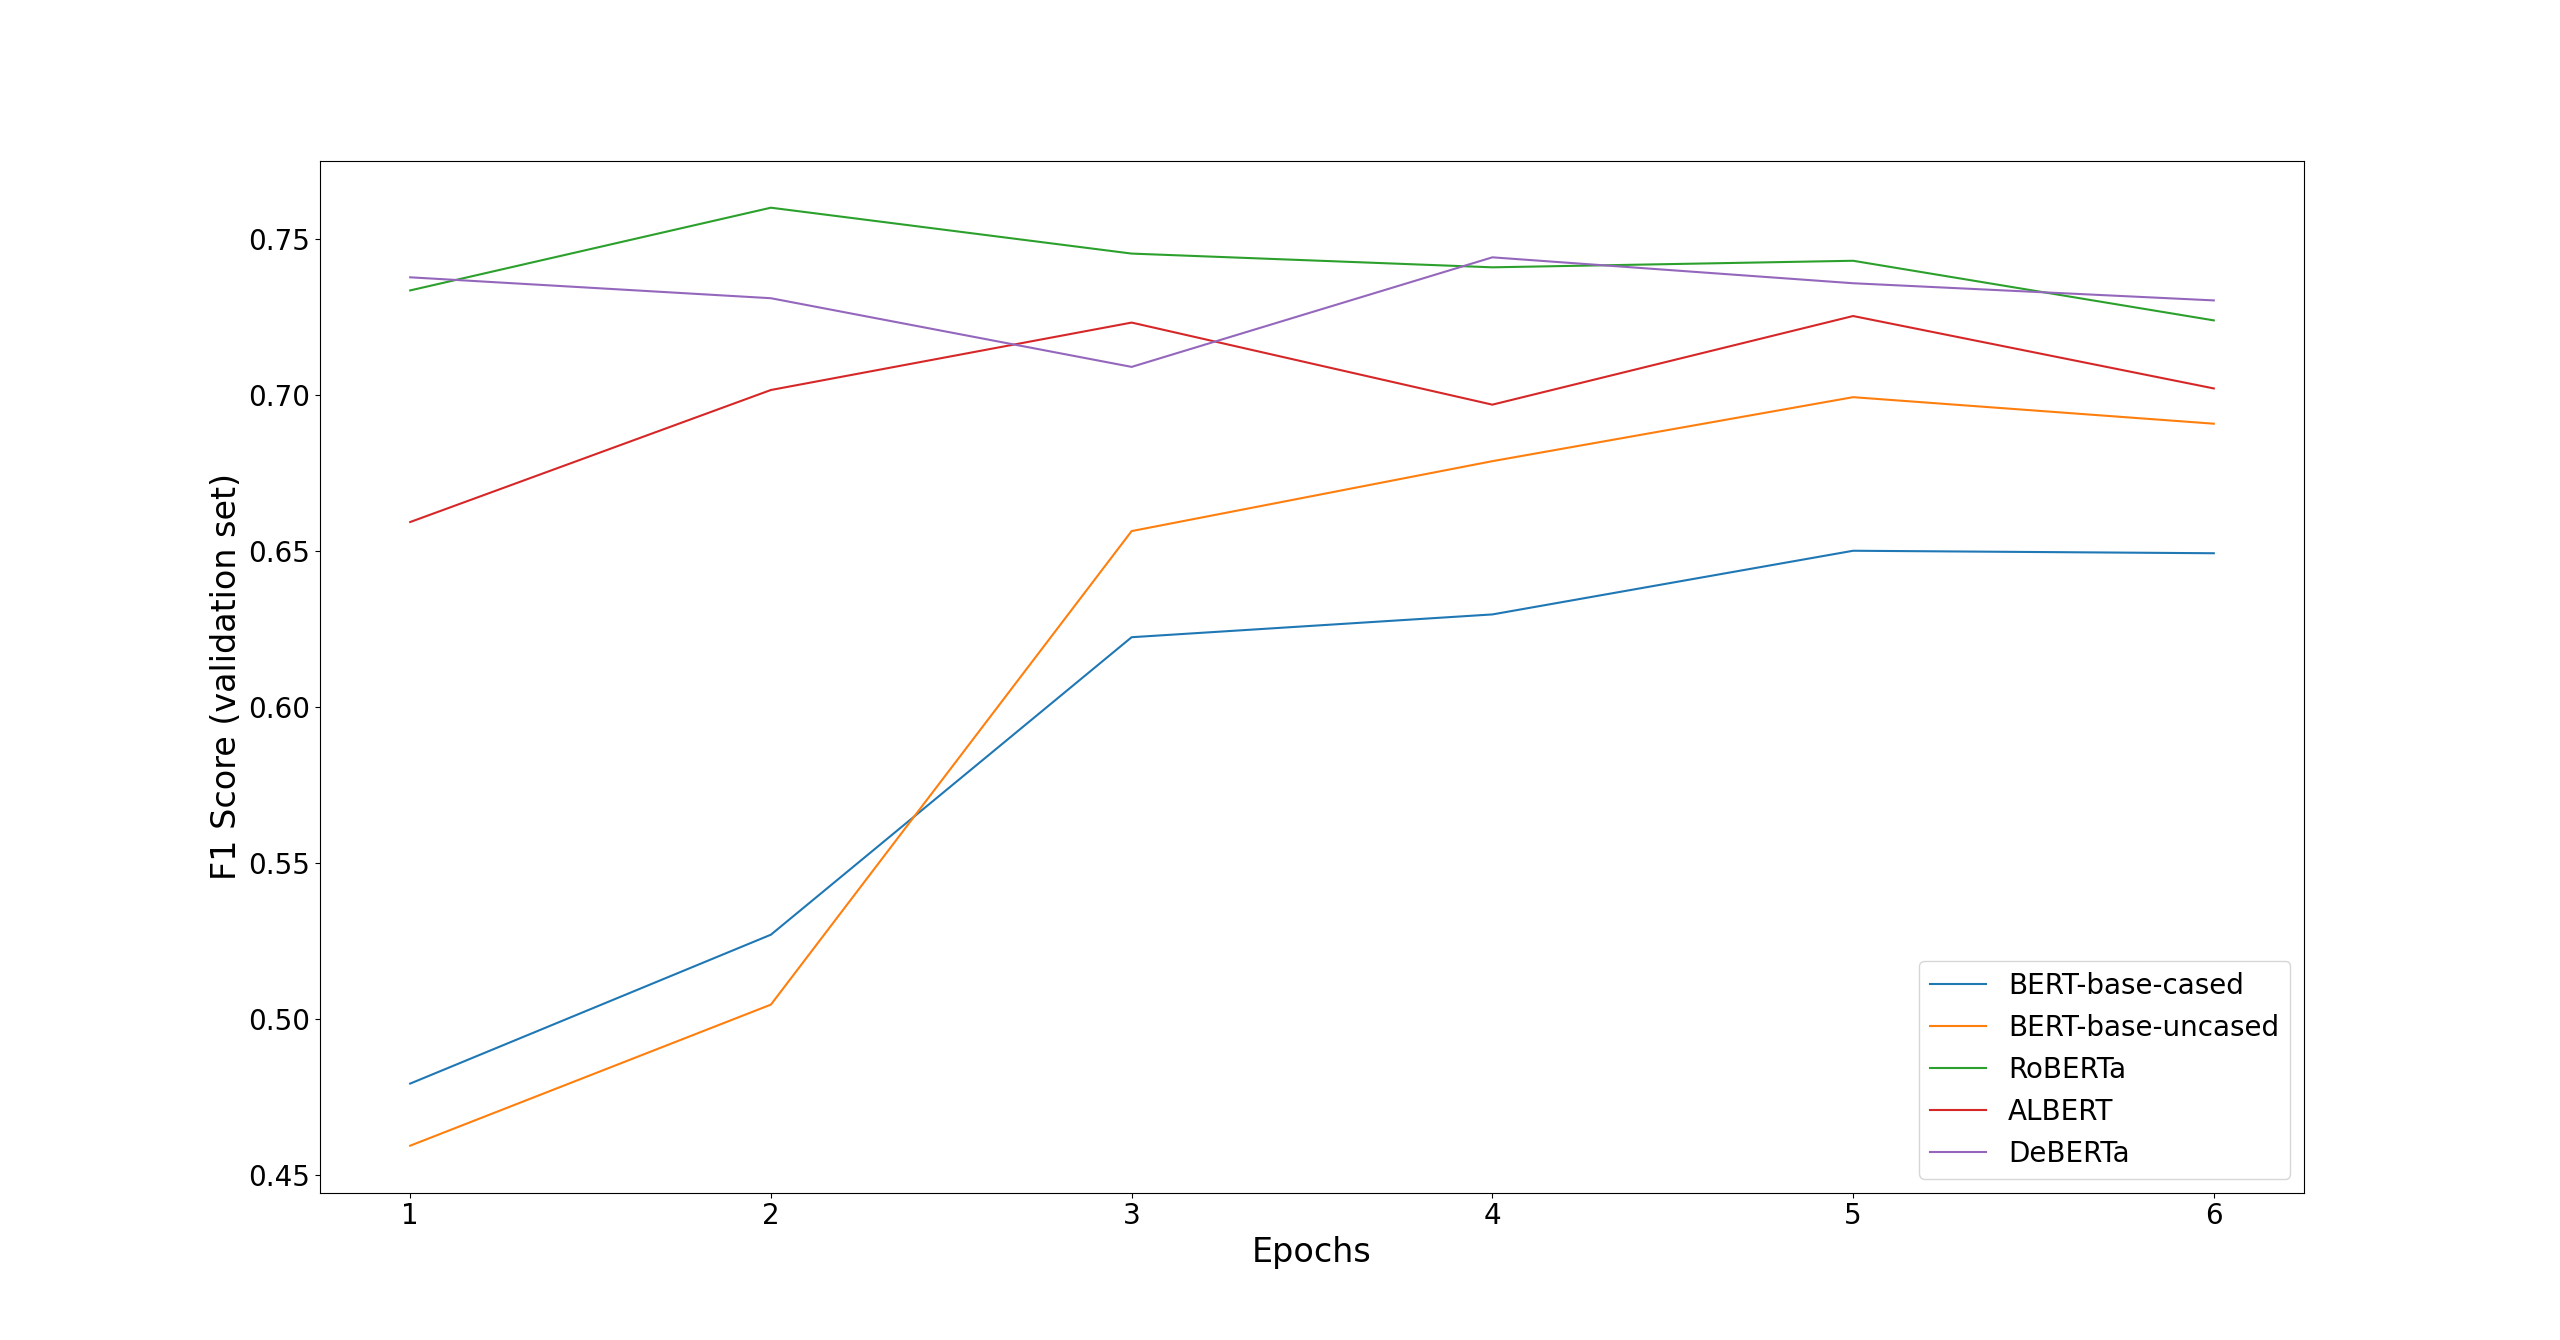 0.75
0.70
0.65
0.60
0.55
0.50
0.45
F1 Score (validation set)
1 2 3 4 5 6
Epochs
BERT-base-cased
BERT-base-uncased
RoBERTa
ALBERT
DeBERTa